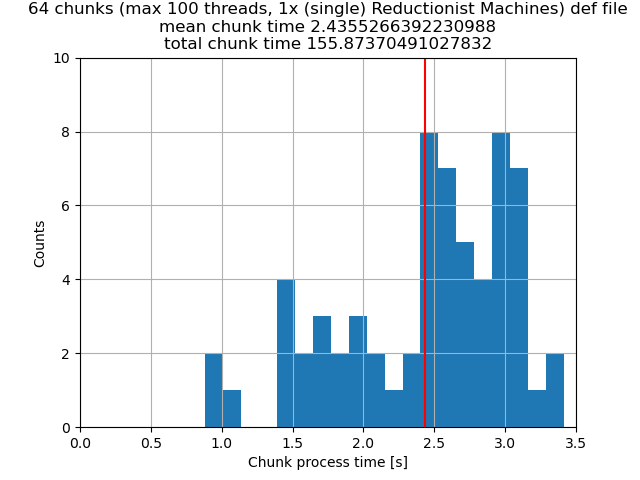 64 chunks (max 100 threads, 1x (single) Reductionist Machines) def file
mean chunk time 2.4355266392230988
total chunk time 155.87370491027832
10
8
6
4
2
0
Counts
0.0 0.5 1.0 1.5 2.0 2.5 3.0 3.5
Chunk process time [s]